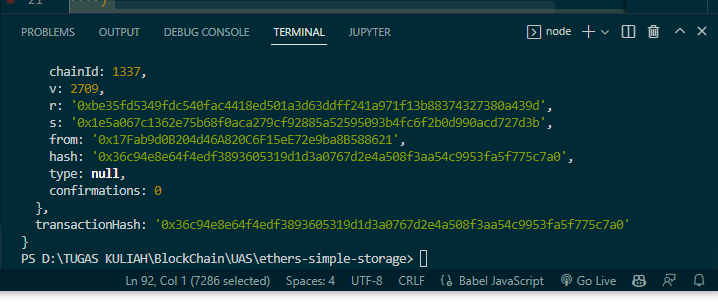 21 ····)
PROBLEMS OUTPUT DEBUG CONSOLE TERMINAL JUPYTER node
chainId: 1337,
v: 2709,
r: '0xbe35fd5349fdc540fac4418ed501a3d63ddff241a971f13b88374327380a439d',
s: '0x1e5a067c1362e75b68f0aca279cf92885a52595093b4fc6f2b0d990acd727d3b',
from: '0x17Fab9d0B204d46A820C6F15eE72e9ba8B588621',
hash: '0x36c94e8e64f4edf3893605319d1d3a0767d2e4a508f3aa54c9953fa5f775c7a0',
type: null,
confirmations: 0
},
transactionHash: '0x36c94e8e64f4edf3893605319d1d3a0767d2e4a508f3aa54c9953fa5f775c7a0'
}
PS D:\TUGAS KULIAH\BlockChain\UAS\ethers-simple-storage>
Ln 92, Col 1 (7286 selected) Spaces: 4 UTF-8 CRLF {} Babel JavaScript Go Live